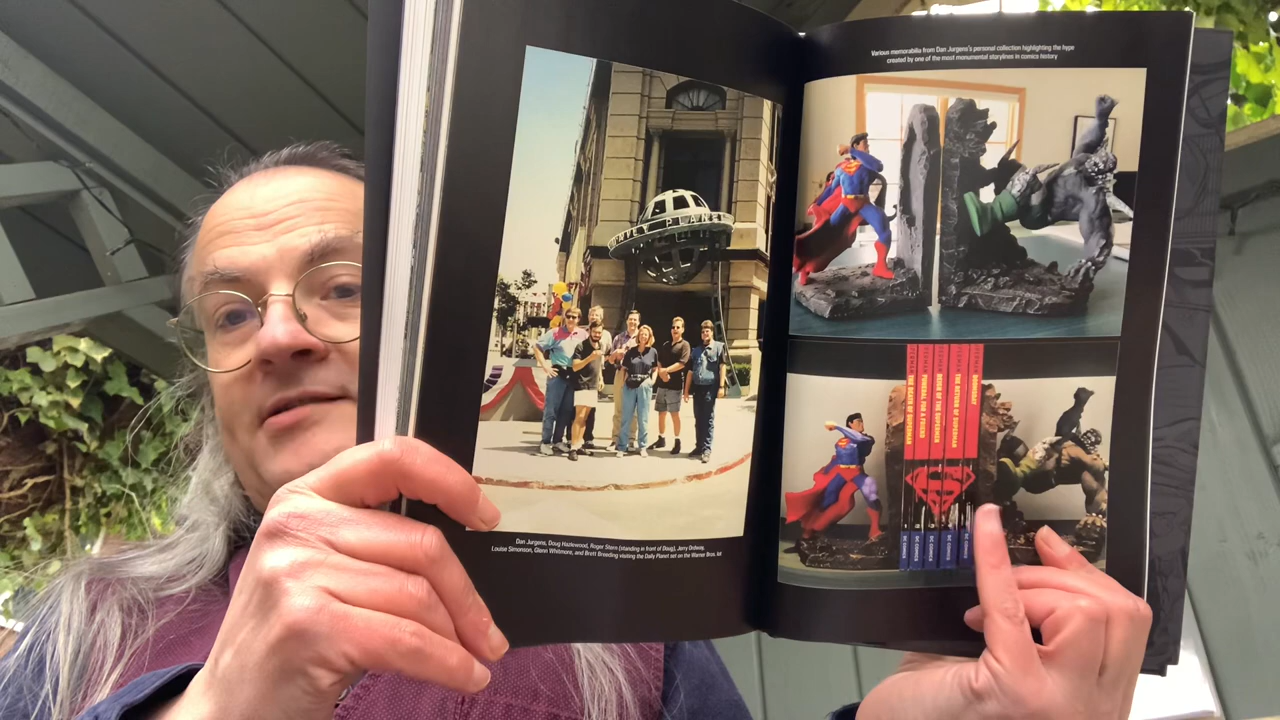 Various memorabilia from Dan Jurgens's personal collection highlighting the hype
created by one of the most monumental storylines in comics history
DAILY PLANET
THE DEATH OF SUPERMAN
FUNERAL FOR A FRIEND
REIGN OF THE SUPERMEN
THE RETURN OF SUPERMAN
DOOMSDAY
DC COMICS
DC COMICS
DC COMICS
DC COMICS
DC COMICS
Dan Jurgens, Doug Hazlewood, Roger Stern (standing in front of Doug), Jerry Ordway,
Louise Simonson, Glenn Whitmore, and Brett Breeding visiting the Daily Planet set on the Warner Bros. lot